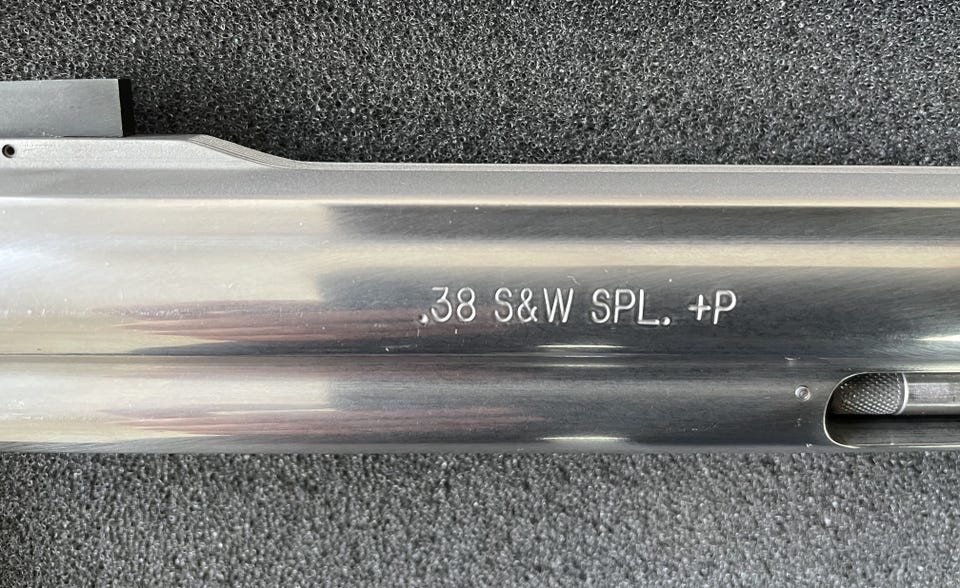 .38 S&W SPL. +P